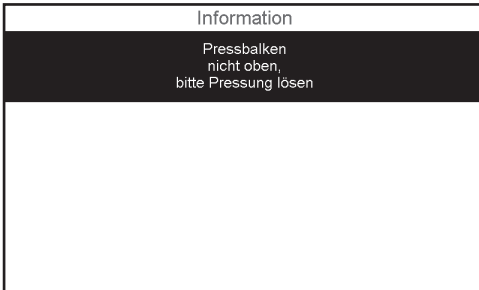 Information
Pressbalken
nicht oben,
bitte Pressung lösen